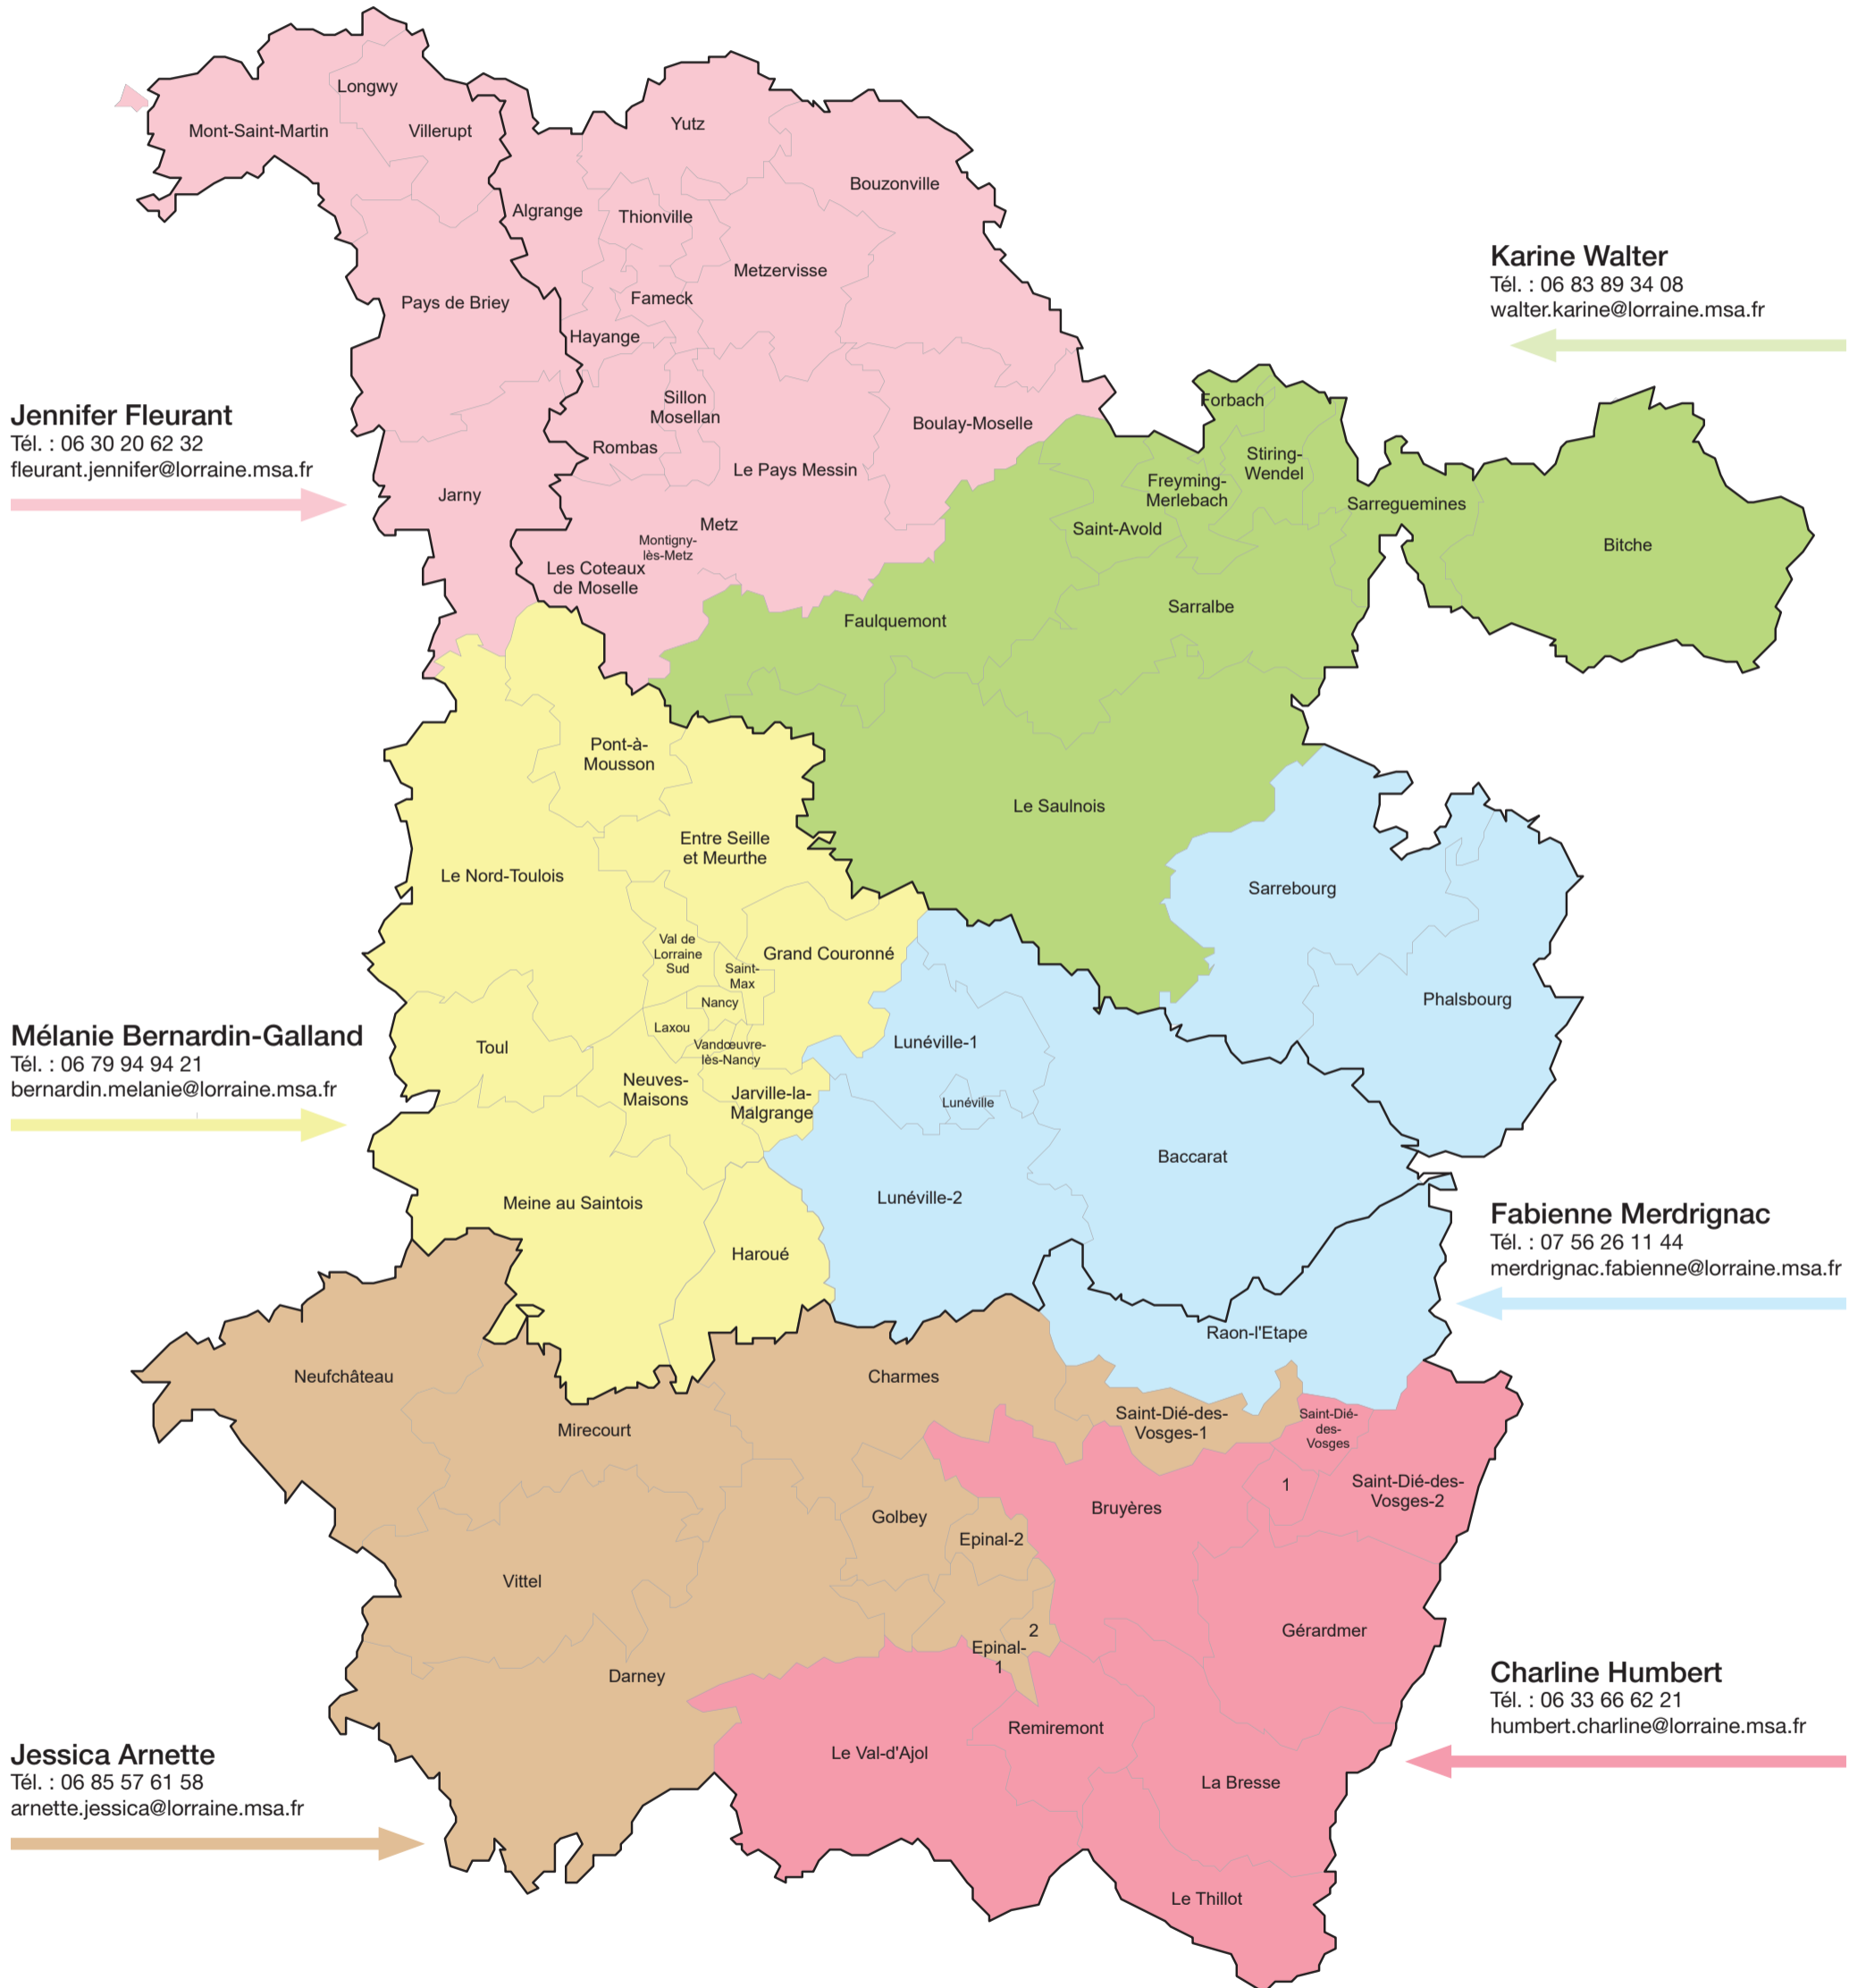 Longwy
Mont-Saint-Martin
Villerupt
Yutz
Bouzonville
Algrange
Thionville
Metzervisse
Pays de Briey
Fameck
Hayange
Sillon
Mosellan
Boulay-Moselle
Rombas
Le Pays Messin
Jarny
Metz
Montigny-
lès-Metz
Les Coteaux
de Moselle
Karine Walter
Tél. : 06 83 89 34 08
walter.karine@lorraine.msa.fr
Jennifer Fleurant
Tél. : 06 30 20 62 32
fleurant.jennifer@lorraine.msa.fr
Forbach
Stiring-
Wendel
Freyming-
Merlebach
Sarreguemines
Saint-Avold
Bitche
Sarralbe
Faulquemont
Le Saulnois
Pont-à-
Mousson
Entre Seille
et Meurthe
Le Nord-Toulois
Val de
Lorraine
Sud
Grand Couronné
Saint-
Max
Nancy
Laxou
Vandœuvre-
lès-Nancy
Toul
Neuves-
Maisons
Jarville-la-
Malgrange
Meine au Saintois
Haroué
Mélanie Bernardin-Galland
Tél. : 06 79 94 94 21
bernardin.melanie@lorraine.msa.fr
Sarrebourg
Phalsbourg
Lunéville-1
Lunéville
Baccarat
Lunéville-2
Raon-l'Etape
Fabienne Merdrignac
Tél. : 07 56 26 11 44
merdrignac.fabienne@lorraine.msa.fr
Neufchâteau
Charmes
Mirecourt
Saint-Dié-des-
Vosges-1
Golbey
Epinal-2
Vittel
2
Epinal-
1
Darney
Saint-Dié-
des-
Vosges
1
Saint-Dié-des-
Vosges-2
Bruyères
Gérardmer
Remiremont
Le Val-d'Ajol
La Bresse
Le Thillot
Charline Humbert
Tél. : 06 33 66 62 21
humbert.charline@lorraine.msa.fr
Jessica Arnette
Tél. : 06 85 57 61 58
arnette.jessica@lorraine.msa.fr